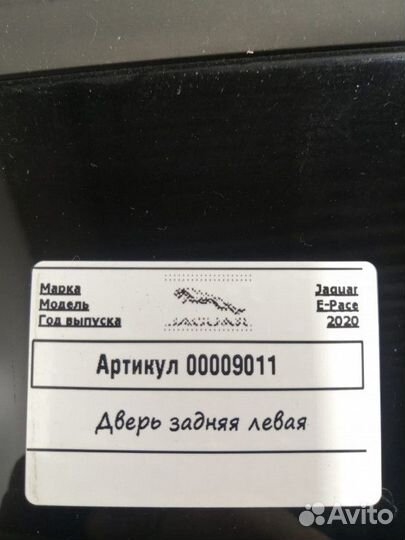 Марка Jaguar
Модель E-Pace
Год выпуска 2020
JAGUAR
Артикул 00009011
Дверь задняя левая
Avito